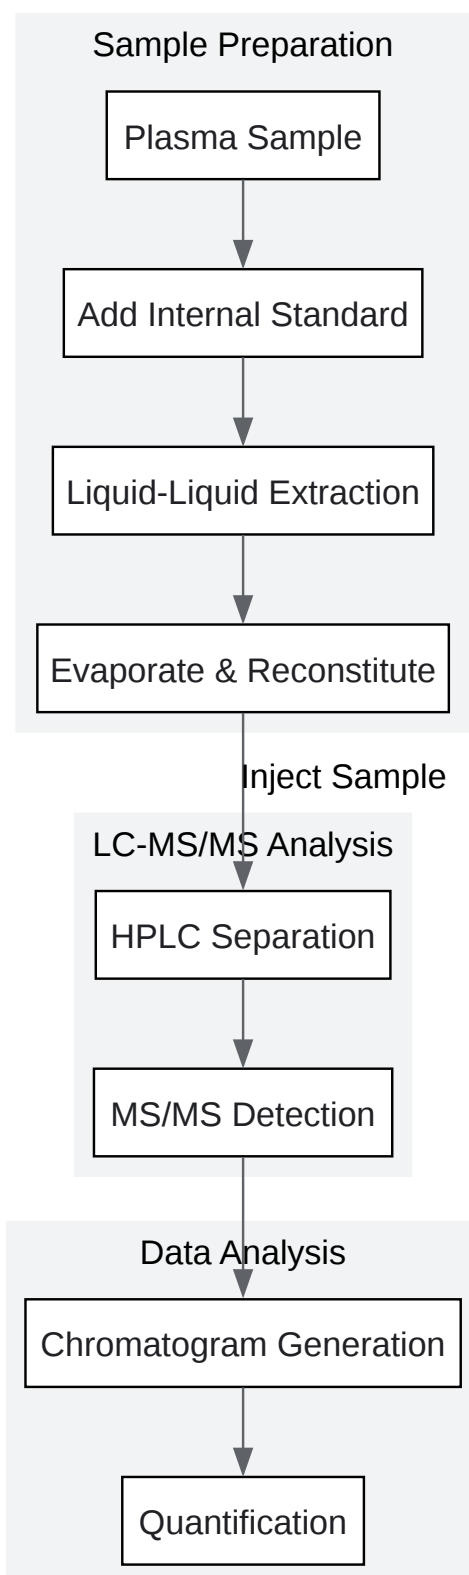 Sample Preparation
Plasma Sample
Add Internal Standard
Liquid-Liquid Extraction
Evaporate & Reconstitute
Inject Sample
LC-MS/MS Analysis
HPLC Separation
MS/MS Detection
Data Analysis
Chromatogram Generation
Quantification